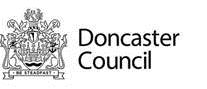 Doncaster
Council
· BE STEADFAST ·